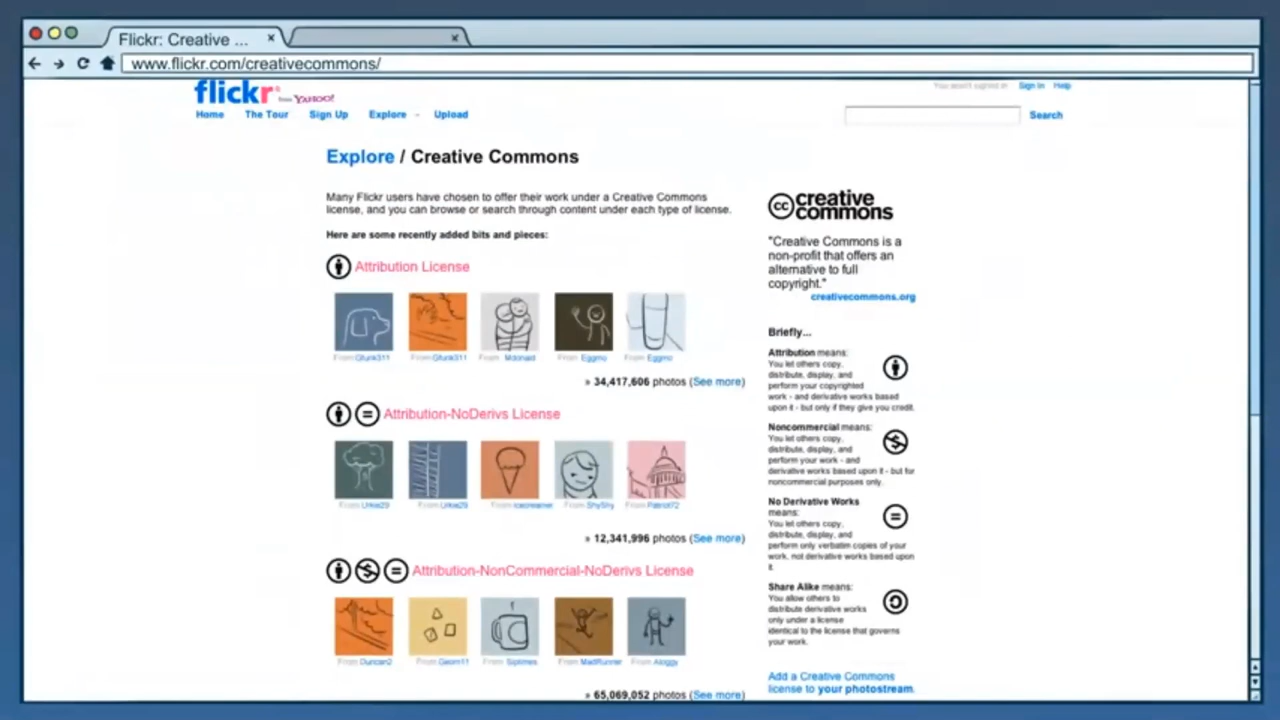 Flickr: Creative ...
www.flickr.com/creativecommons/
flickr from YAHOO!
You aren't signed in Sign In Help
Home The Tour Sign Up Explore Upload
Search
Explore / Creative Commons
Many Flickr users have chosen to offer their work under a Creative Commons
license, and you can browse or search through content under each type of license.
Here are some recently added bits and pieces:
Attribution License
From From From Mdonald From Eggmo From Eggmo
» 34,417,606 photos (See more)
Attribution-NoDerivs License
From Urkie29 From Urkie29 From From ShyShy From Patriot72
» 12,341,996 photos (See more)
Attribution-NonCommercial-NoDerivs License
From Duncan2 From Geom11 From Siptimes From MadRunner From Aloggy
» 65,069,052 photos (See more)
cc creative
commons
"Creative Commons is a
non-profit that offers an
alternative to full
copyright."
creativecommons.org
Briefly...
Attribution means:
You let others copy,
distribute, display, and
perform your copyrighted
work - and derivative works based
upon it - but only if they give you credit.
Noncommercial means:
You let others copy,
distribute, display, and
perform your work - and
derivative works based upon it - but for
noncommercial purposes only.
No Derivative Works
means:
You let others copy,
distribute, display, and
perform only verbatim copies of your
work, not derivative works based upon
it.
Share Alike means:
You allow others to
distribute derivative works
only under a license
identical to the license that governs
your work.
Add a Creative Commons
license to your photostream.